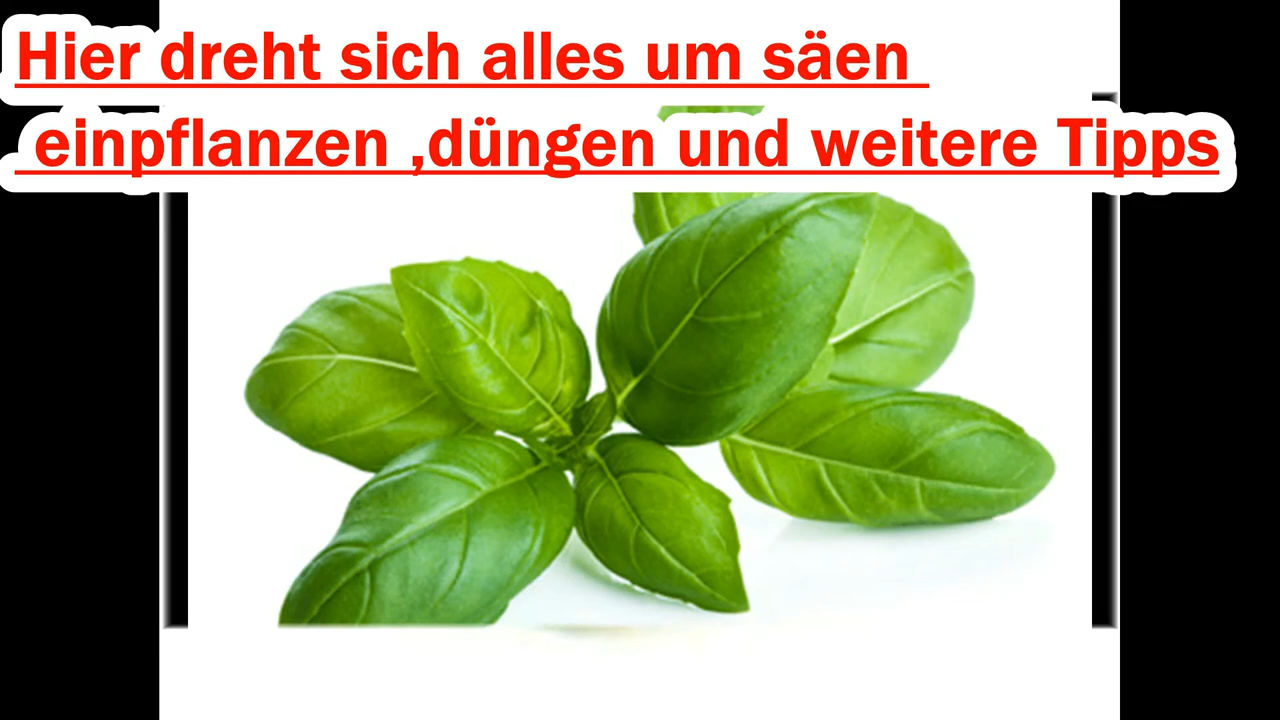 Hier dreht sich alles um säen
einpflanzen ,düngen und weitere Tipps